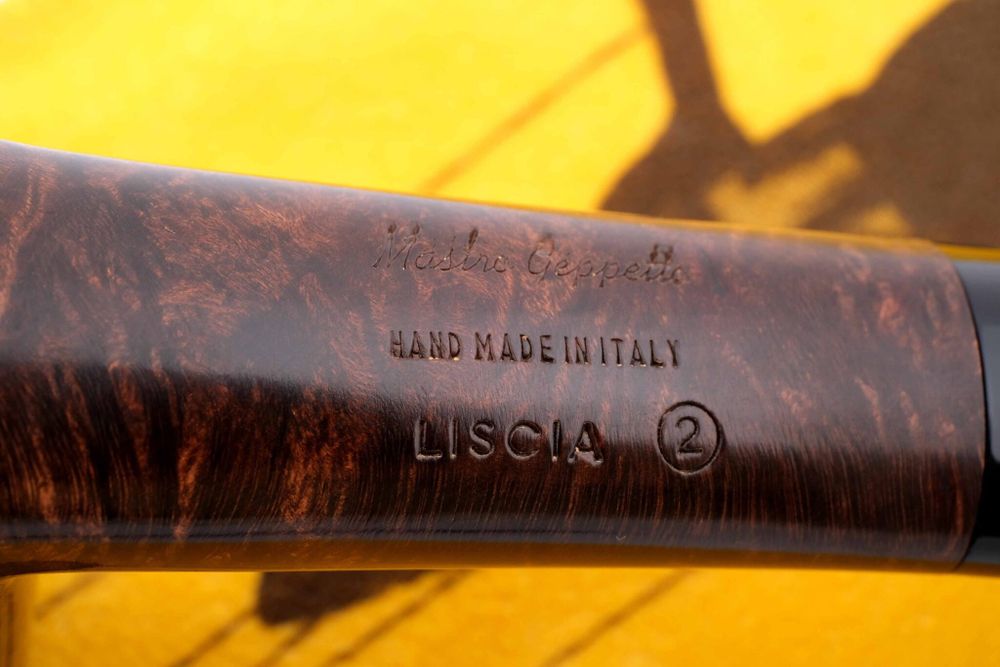 Mastro Geppetto
HAND MADE IN ITALY
LISCIA 2